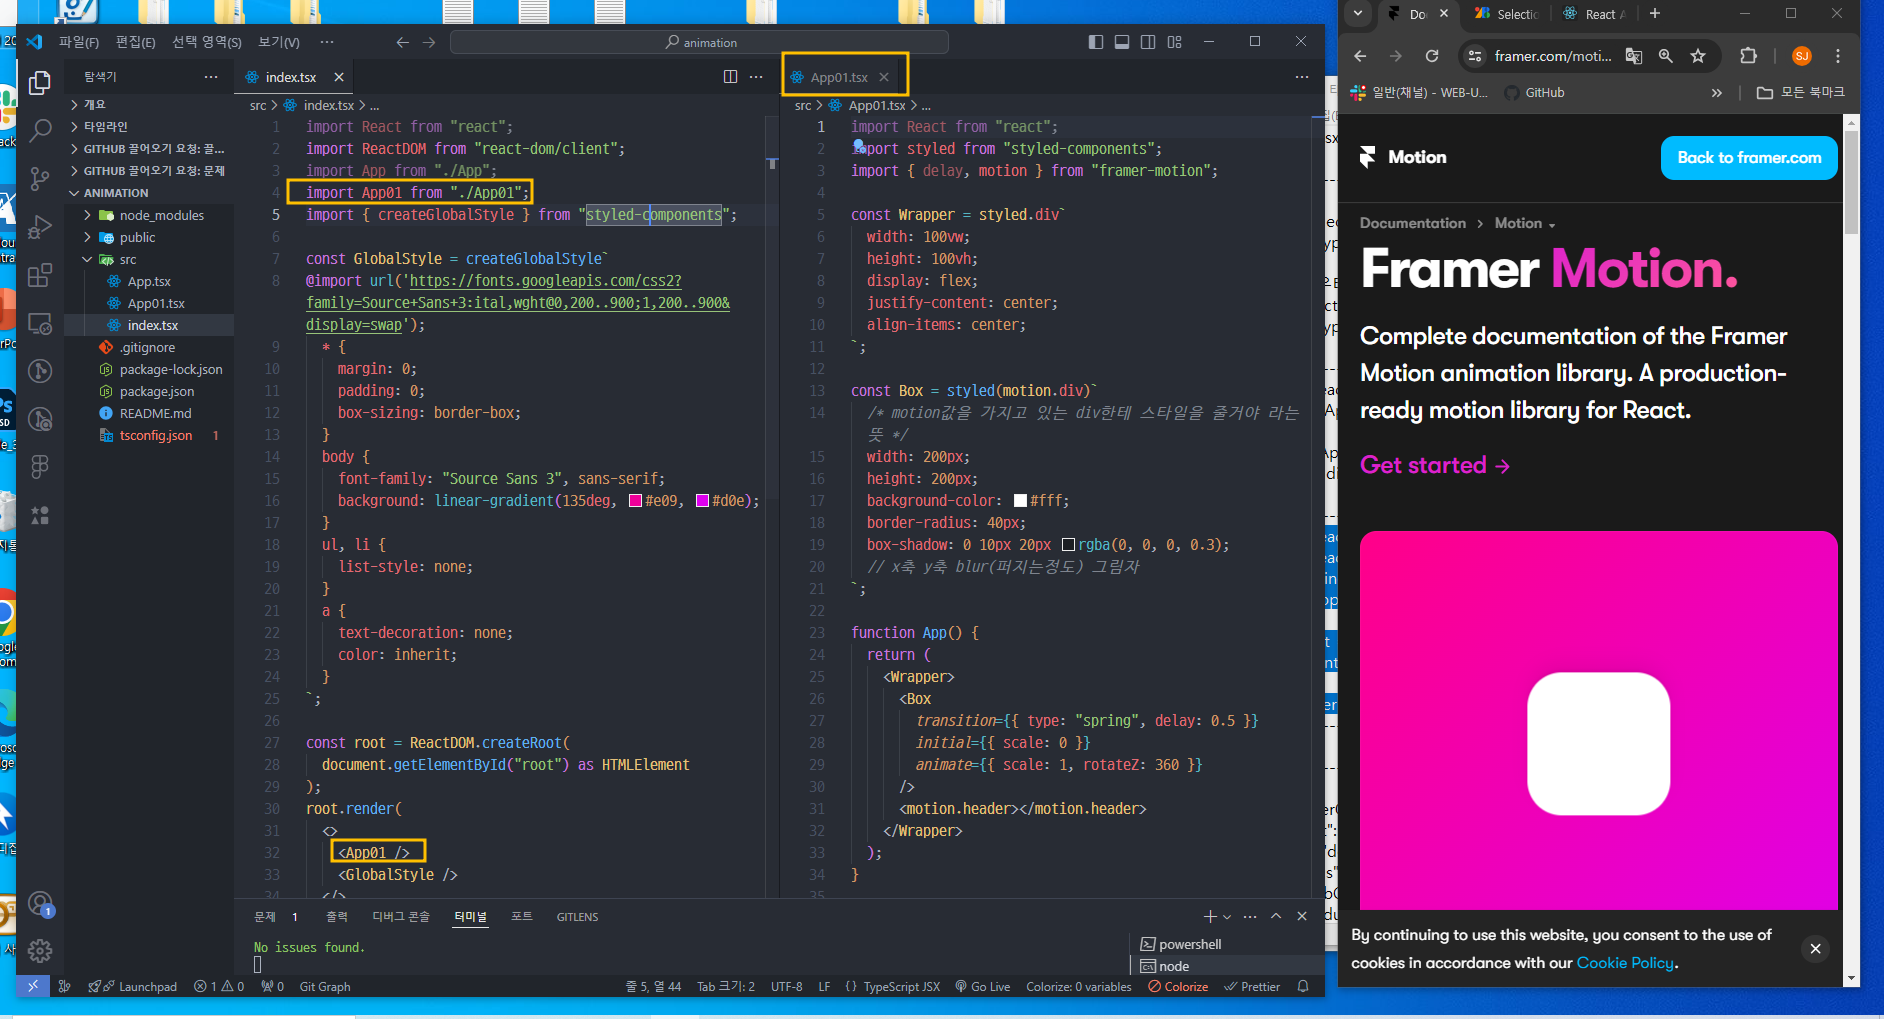 파일(F) 편집(E) 선택 영역(S) 보기(V) ···
animation
탐색기
개요
타임라인
GITHUB 끌어오기 요청: 끌...
GITHUB 끌어오기 요청: 문제
ANIMATION
node_modules
public
src
App.tsx
App01.tsx
index.tsx
.gitignore
package-lock.json
package.json
README.md
tsconfig.json 1
index.tsx
src > index.tsx > ...
1 import React from "react";
2 import ReactDOM from "react-dom/client";
3 import App from "./App";
4 import App01 from "./App01";
5 import { createGlobalStyle } from "styled-components";
6
7 const GlobalStyle = createGlobalStyle`
8 @import url('https://fonts.googleapis.com/css2?
family=Source+Sans+3:ital,wght@0,200..900;1,200..900&
display=swap');
9 * {
10 margin: 0;
11 padding: 0;
12 box-sizing: border-box;
13 }
14 body {
15 font-family: "Source Sans 3", sans-serif;
16 background: linear-gradient(135deg, #e09, #d0e);
17 }
18 ul, li {
19 list-style: none;
20 }
21 a {
22 text-decoration: none;
23 color: inherit;
24 }
25 `;
26
27 const root = ReactDOM.createRoot(
28 document.getElementById("root") as HTMLElement
29 );
30 root.render(
31 <>
32 <App01 />
33 <GlobalStyle />
34 </>
App01.tsx
src > App01.tsx > ...
1 import React from "react";
2 import styled from "styled-components";
3 import { delay, motion } from "framer-motion";
4
5 const Wrapper = styled.div`
6 width: 100vw;
7 height: 100vh;
8 display: flex;
9 justify-content: center;
10 align-items: center;
11 `;
12
13 const Box = styled(motion.div)`
14 /* motion값을 가지고 있는 div한테 스타일을 줄거야 라는
뜻 */
15 width: 200px;
16 height: 200px;
17 background-color: #fff;
18 border-radius: 40px;
19 box-shadow: 0 10px 20px rgba(0, 0, 0, 0.3);
20 // x축 y축 blur(퍼지는정도) 그림자
21 `;
22
23 function App() {
24 return (
25 <Wrapper>
26 <Box
27 transition={{ type: "spring", delay: 0.5 }}
28 initial={{ scale: 0 }}
29 animate={{ scale: 1, rotateZ: 360 }}
30 />
31 <motion.header></motion.header>
32 </Wrapper>
33 );
34 }
35
문제 1 출력 디버그 콘솔 터미널 포트 GITLENS
No issues found.
powershell
node
Launchpad 1 0 0 Git Graph
줄 5, 열 44 Tab 크기: 2 UTF-8 LF {} TypeScript JSX Go Live Colorize: 0 variables Colorize Prettier
Do Selectio React A
framer.com/moti... SJ
일반(채널) - WEB-U... GitHub » 모든 북마크
Motion
Back to framer.com
Documentation > Motion
Framer Motion.
Complete documentation of the Framer
Motion animation library. A production-
ready motion library for React.
Get started →
By continuing to use this website, you consent to the use of
cookies in accordance with our Cookie Policy.